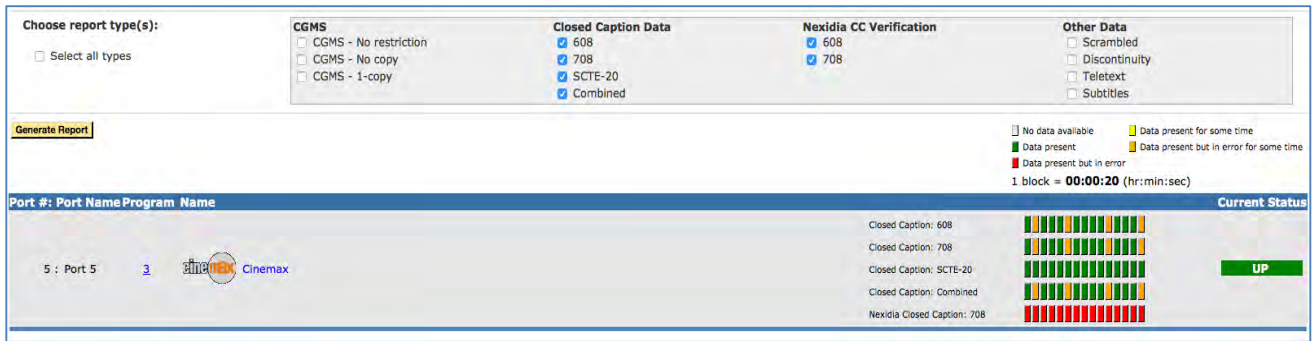 Choose report type(s):
Select all types
CGMS
CGMS - No restriction
CGMS - No copy
CGMS - 1-copy
Closed Caption Data
608
708
SCTE-20
Combined
Nexidia CC Verification
608
708
Other Data
Scrambled
Discontinuity
Teletext
Subtitles
Generate Report
No data available
Data present for some time
Data present
Data present but in error for some time
Data present but in error
1 block = 00:00:20 (hr:min:sec)
Port #: Port Name Program Name Current Status
Closed Caption: 608
Closed Caption: 708
5 : Port 5 3 cinemax Cinemax Closed Caption: SCTE-20 UP
Closed Caption: Combined
Nexidia Closed Caption: 708